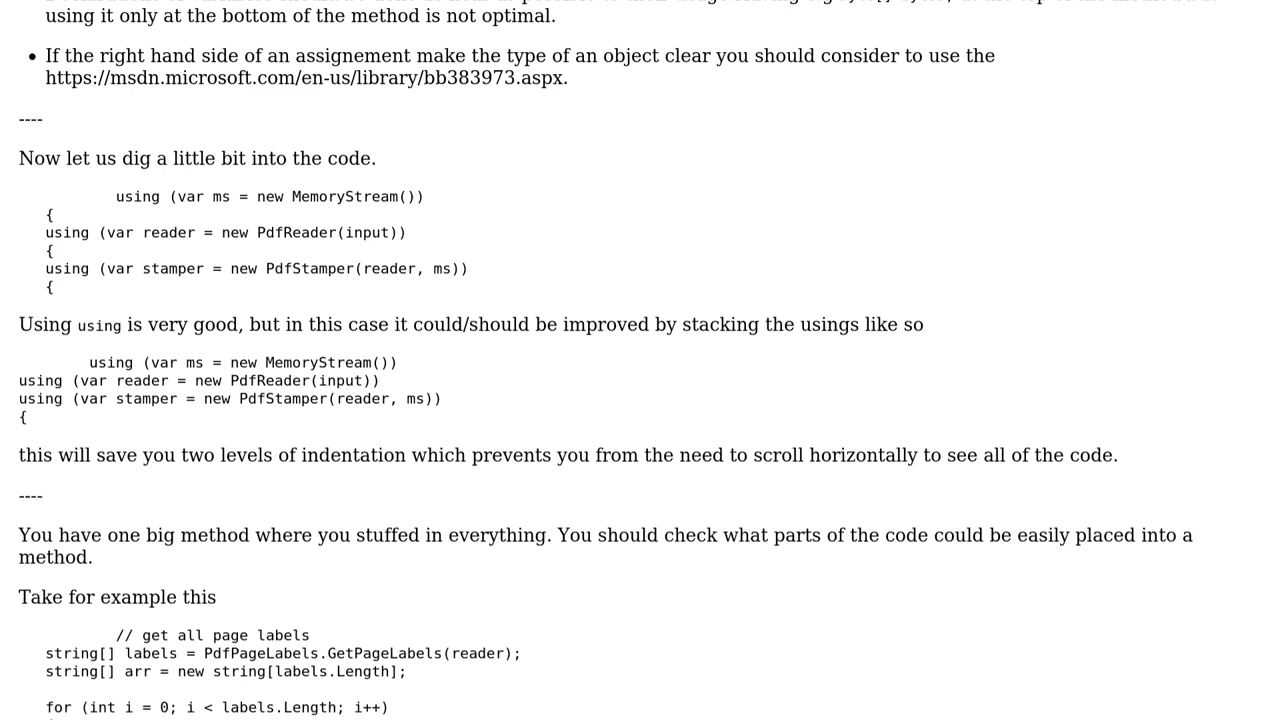 using it only at the bottom of the method is not optimal.
• If the right hand side of an assignement make the type of an object clear you should consider to use the
https://msdn.microsoft.com/en-us/library/bb383973.aspx.
----
Now let us dig a little bit into the code.
using (var ms = new MemoryStream())
{
using (var reader = new PdfReader(input))
{
using (var stamper = new PdfStamper(reader, ms))
{
Using using is very good, but in this case it could/should be improved by stacking the usings like so
using (var ms = new MemoryStream())
using (var reader = new PdfReader(input))
using (var stamper = new PdfStamper(reader, ms))
{
this will save you two levels of indentation which prevents you from the need to scroll horizontally to see all of the code.
----
You have one big method where you stuffed in everything. You should check what parts of the code could be easily placed into a
method.
Take for example this
// get all page labels
string[] labels = PdfPageLabels.GetPageLabels(reader);
string[] arr = new string[labels.Length];
for (int i = 0; i < labels.Length; i++)